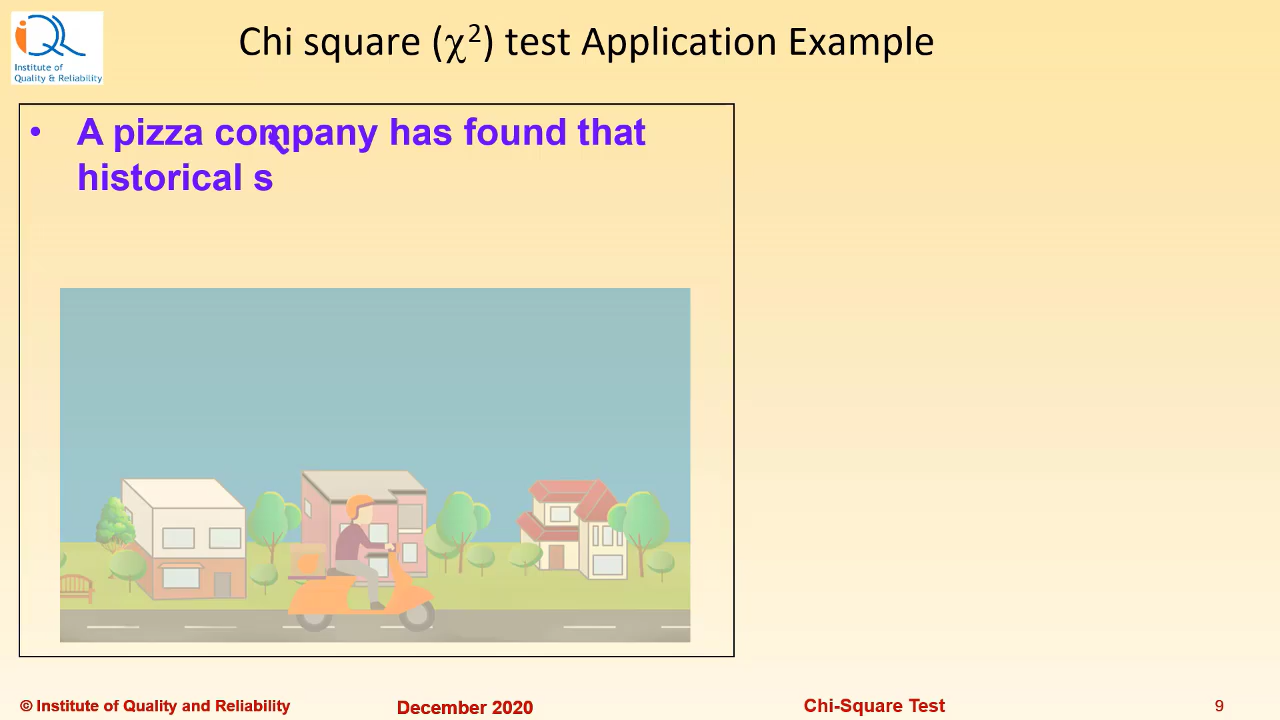 iQR
Institute of
Quality & Reliability
Chi square (χ²) test Application Example
• A pizza company has found that
historical s
© Institute of Quality and Reliability
December 2020
Chi-Square Test
9